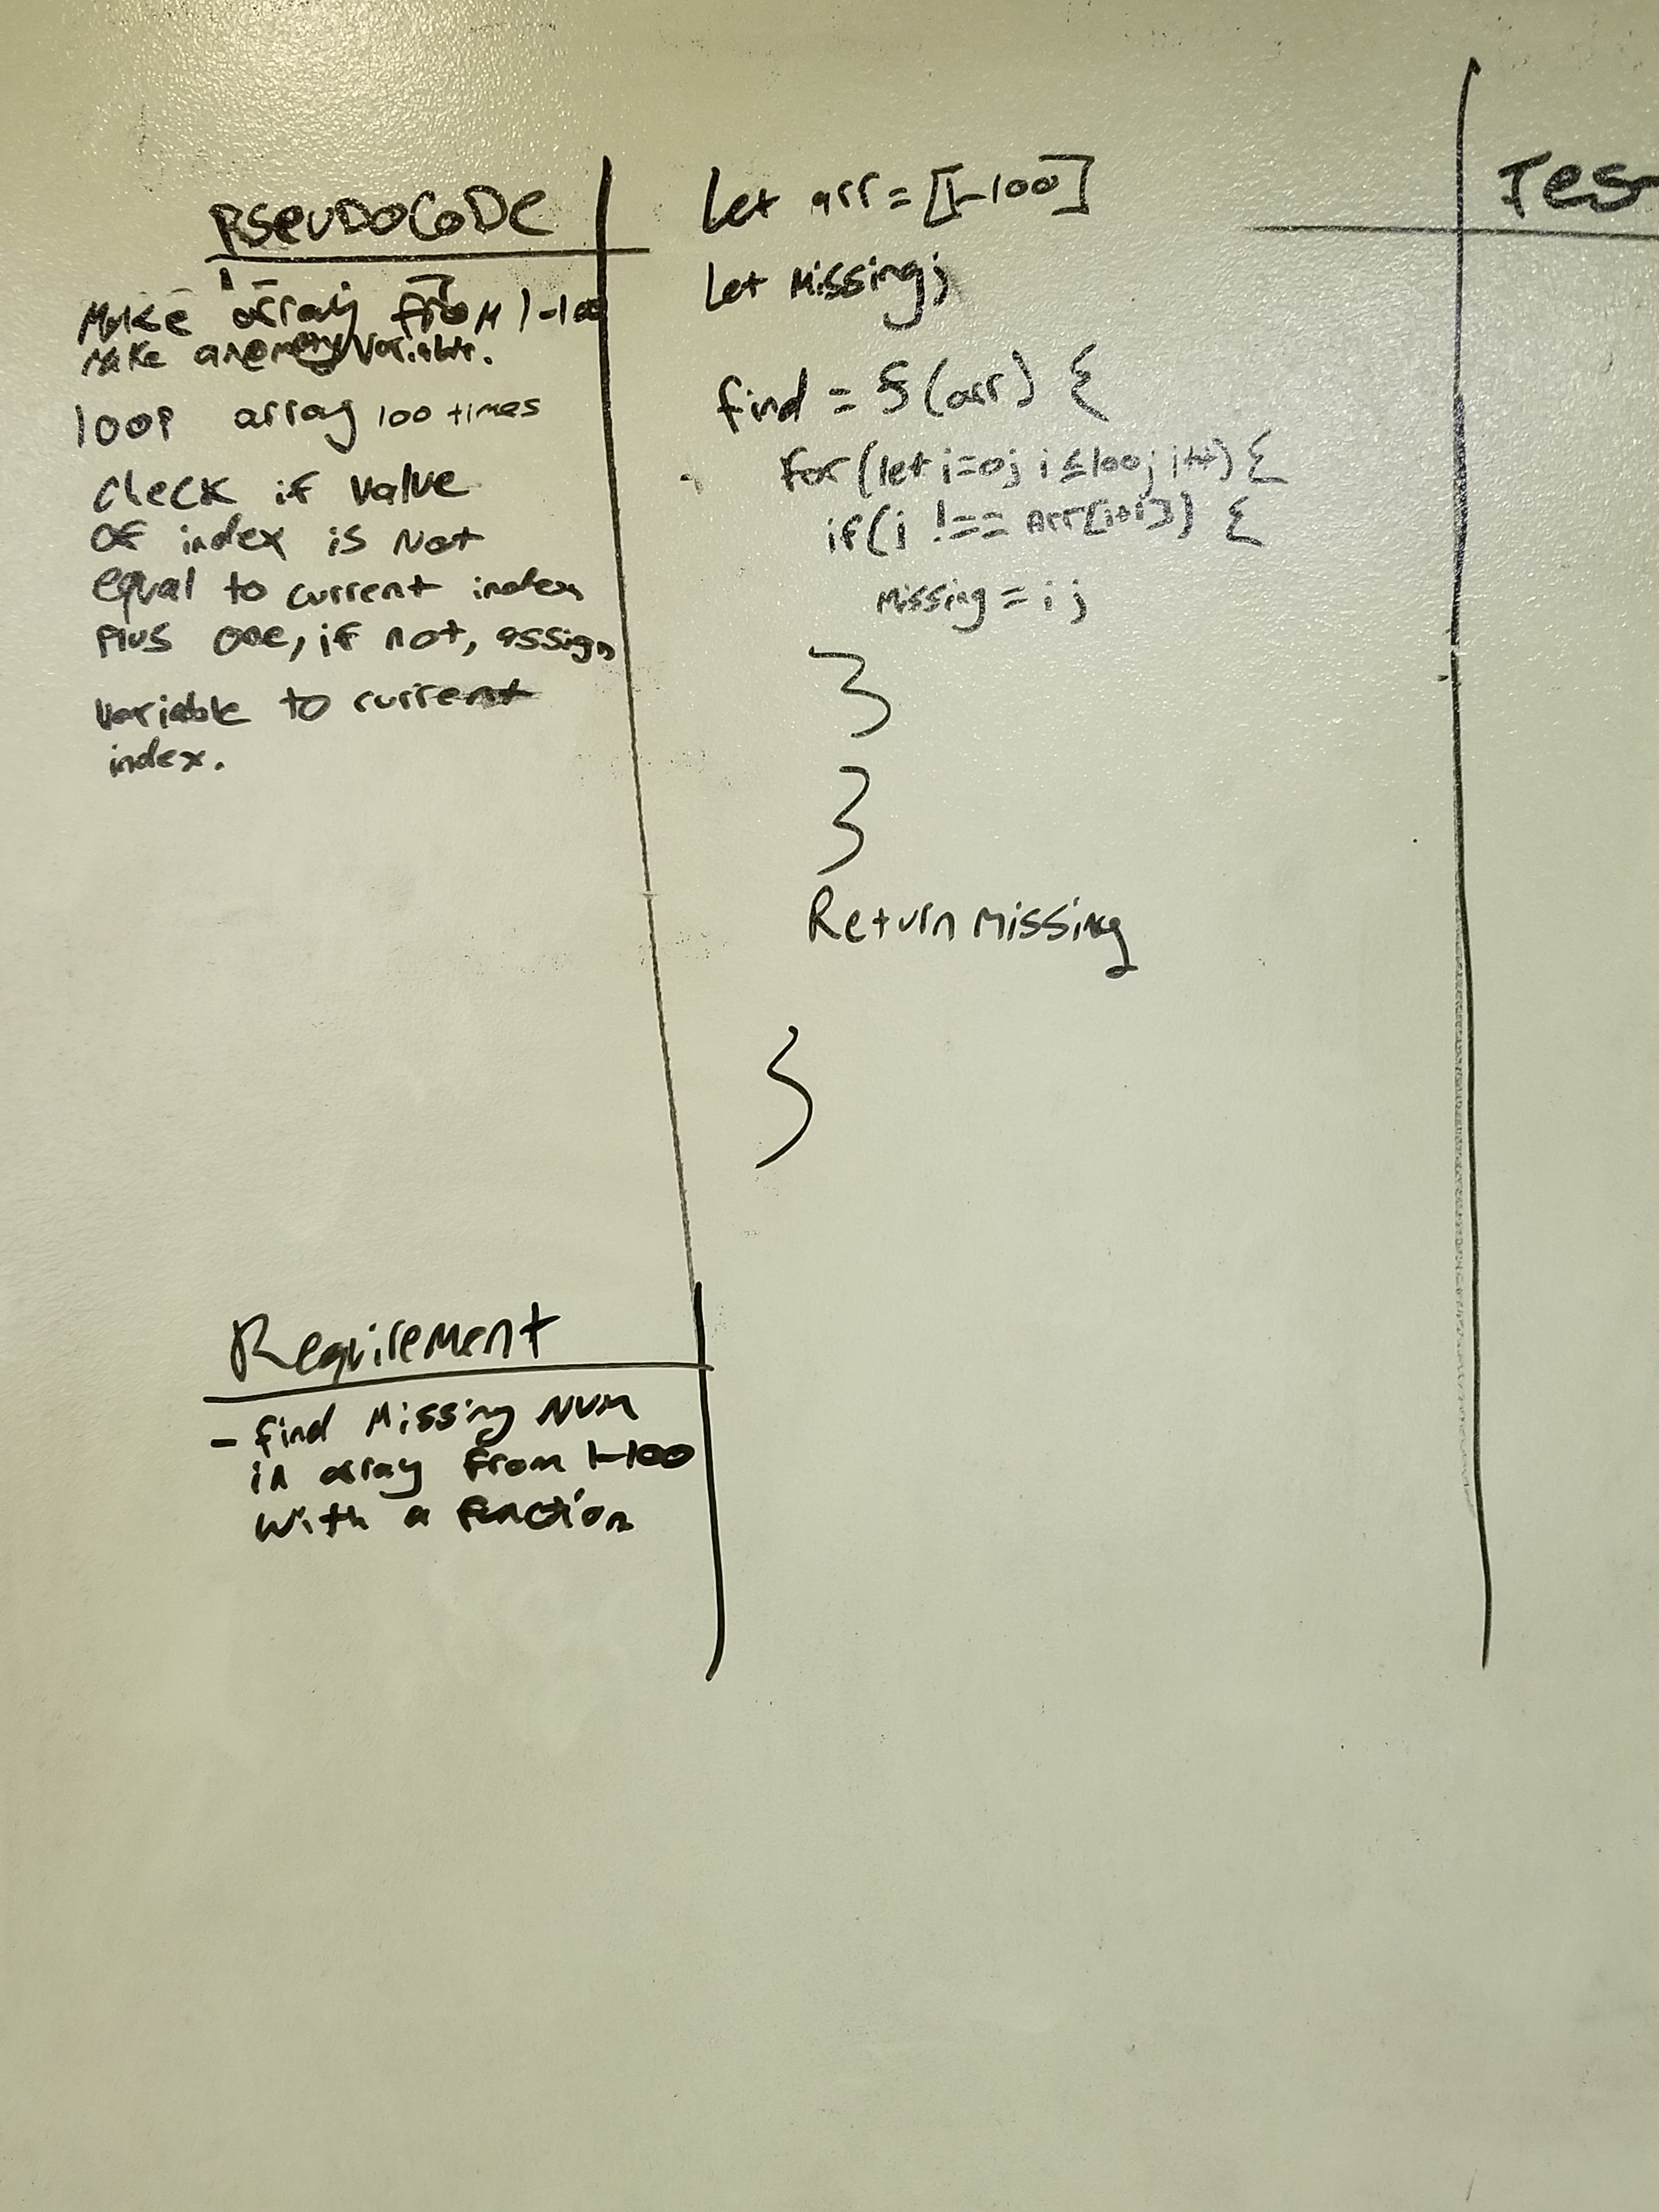 PSEUDOCODE
Make array from 1-100
Make an empty variable.
loop array 100 times
Check if value
of index is not
equal to current index
plus one, if not, assign
variable to current
index.
Requirement
- find Missing Num
in array from 1-100
with a function
let arr = [1-100]
let Missing;
find = f(arr) {
for(let i=0; i≤100; i++) {
if(i !== Arr[i+1]) {
missing = i;
}
}
Return missing
}
Tes